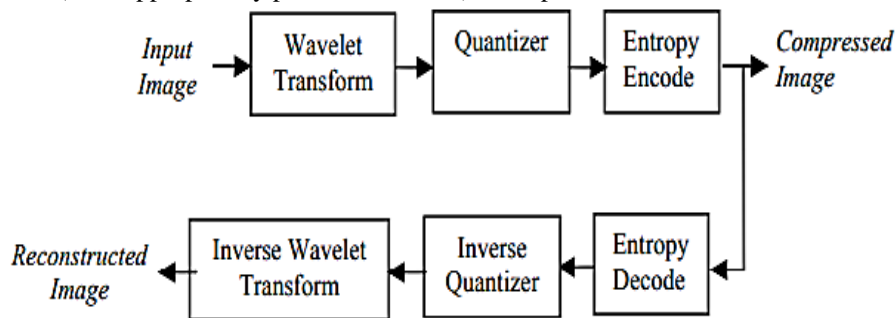 Input
Image
Wavelet
Transform
Quantizer
Entropy
Encode
Compressed
Image
Reconstructed
Image
Inverse Wavelet
Transform
Inverse
Quantizer
Entropy
Decode